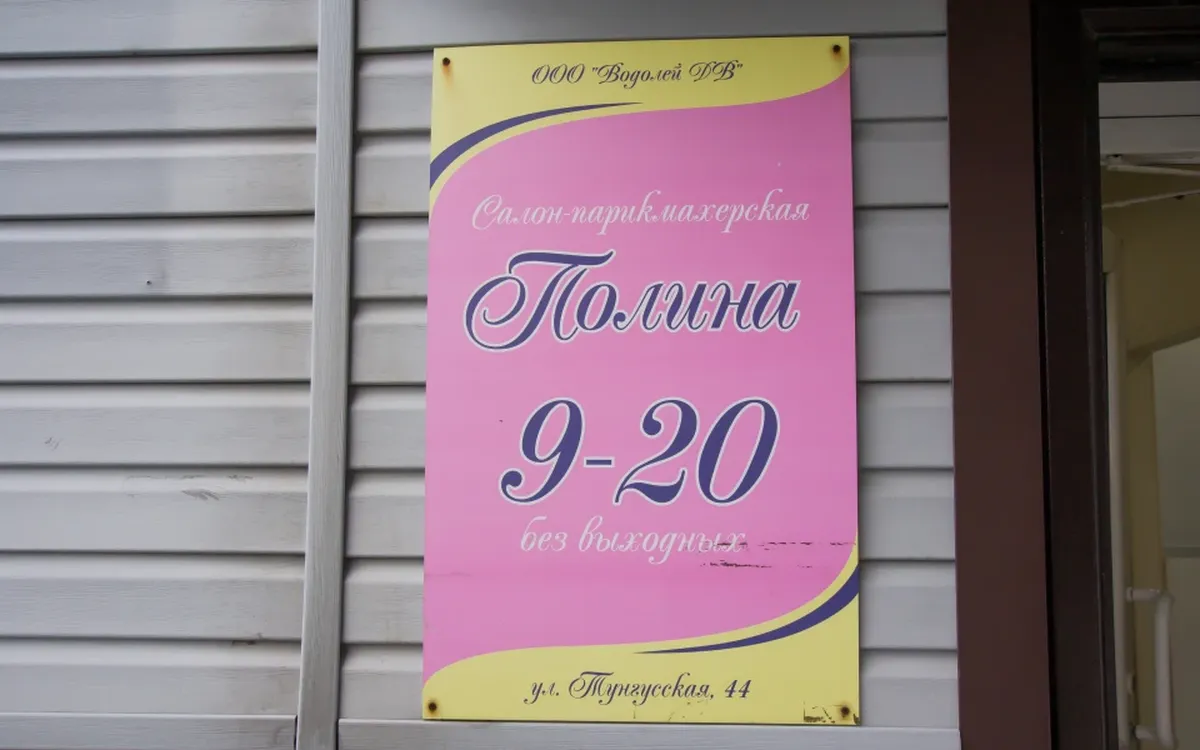 ООО "Водолей ДВ"
Салон-парикмахерская
Полина
9-20
без выходных
ул. Тунгусская, 44